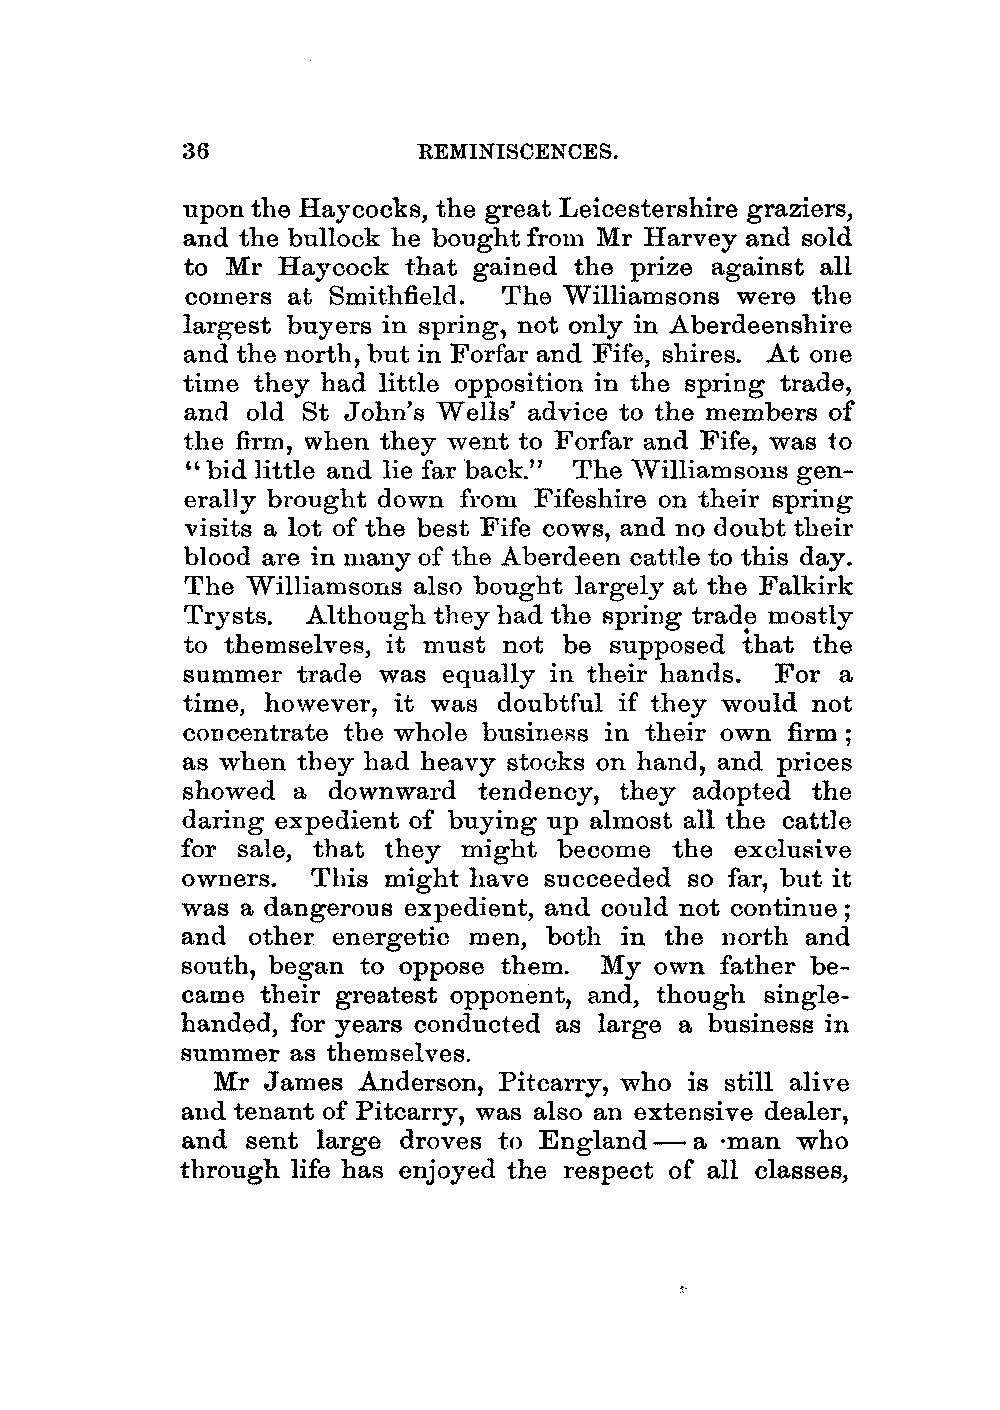 36 REMINISCENCES.
upon the Haycocks, the great Leicestershire graziers,
and the bullock he bought from Mr Harvey and sold
to Mr Haycock that gained the prize against all
comers at Smithfield. The Williamsons were the
largest buyers in spring, not only in Aberdeenshire
and the north, but in Forfar and Fife, shires. At one
time they had little opposition in the spring trade,
and old St John's Wells' advice to the members of
the firm, when they went to Forfar and Fife, was to
"bid little and lie far back." The Williamsons gen-
erally brought down from Fifeshire on their spring
visits a lot of the best Fife cows, and no doubt their
blood are in many of the Aberdeen cattle to this day.
The Williamsons also bought largely at the Falkirk
Trysts. Although they had the spring trade mostly
to themselves, it must not be supposed that the
summer trade was equally in their hands. For a
time, however, it was doubtful if they would not
concentrate the whole business in their own firm;
as when they had heavy stocks on hand, and prices
showed a downward tendency, they adopted the
daring expedient of buying up almost all the cattle
for sale, that they might become the exclusive
owners. This might have succeeded so far, but it
was a dangerous expedient, and could not continue;
and other energetic men, both in the north and
south, began to oppose them. My own father be-
came their greatest opponent, and, though single-
handed, for years conducted as large a business in
summer as themselves.
Mr James Anderson, Pitcarry, who is still alive
and tenant of Pitcarry, was also an extensive dealer,
and sent large droves to England—a man who
through life has enjoyed the respect of all classes,